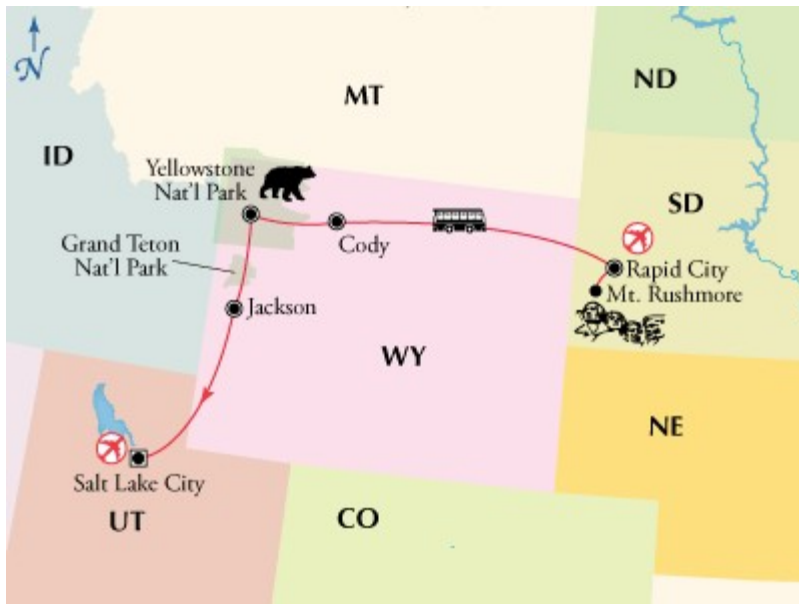 N
MT
ND
ID
Yellowstone
Nat'l Park
SD
Cody
Grand Teton
Nat'l Park
Rapid City
Mt. Rushmore
Jackson
WY
NE
Salt Lake City
UT
CO